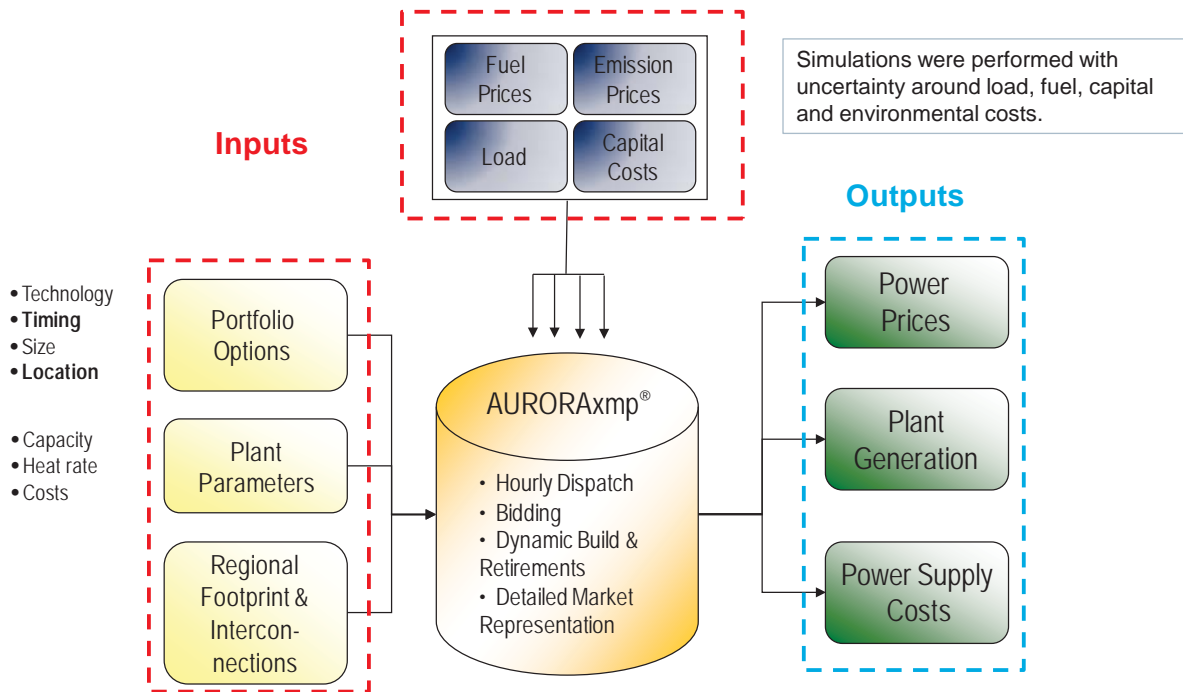 Fuel
Prices
Emission
Prices
Load
Capital
Costs
Simulations were performed with
uncertainty around load, fuel, capital
and environmental costs.
Inputs
Outputs
• Technology
• Timing
• Size
• Location
• Capacity
• Heat rate
• Costs
Portfolio
Options
Plant
Parameters
Regional
Footprint &
Intercon-
nections
AURORAxmp®
• Hourly Dispatch
• Bidding
• Dynamic Build &
Retirements
• Detailed Market
Representation
Power
Prices
Plant
Generation
Power Supply
Costs